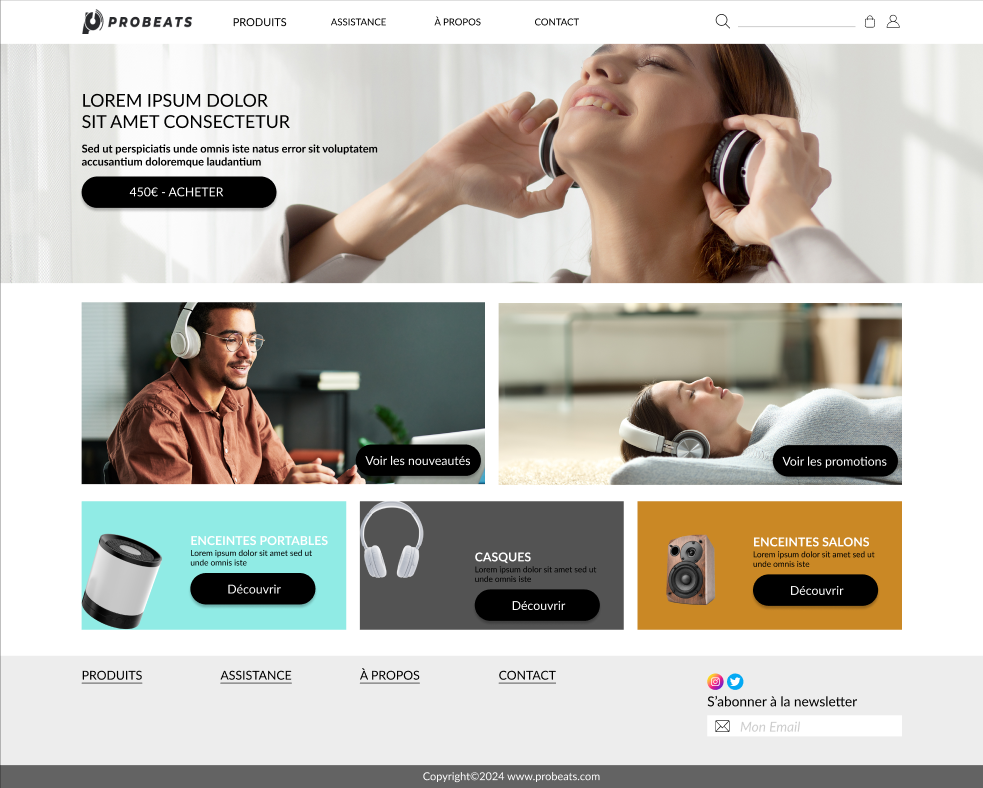 PROBEATS
PRODUITS
ASSISTANCE
À PROPOS
CONTACT
LOREM IPSUM DOLOR
SIT AMET CONSECTETUR
Sed ut perspiciatis unde omnis iste natus error sit voluptatem
accusantium doloremque laudantium
450€ - ACHETER
Voir les nouveautés
Voir les promotions
ENCEINTES PORTABLES
Lorem ipsum dolor sit amet sed ut
unde omnis iste
Découvrir
CASQUES
Lorem ipsum dolor sit amet sed ut
unde omnis iste
Découvrir
ENCEINTES SALONS
Lorem ipsum dolor sit amet sed ut
unde omnis iste
Découvrir
PRODUITS
ASSISTANCE
À PROPOS
CONTACT
S’abonner à la newsletter
Mon Email
Copyright©2024 www.probeats.com